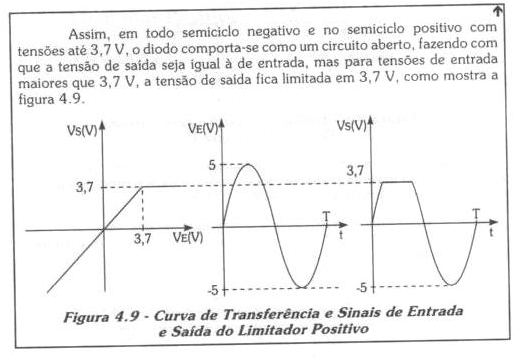 Assim, em todo semiciclo negativo e no semiciclo positivo com
tensões até 3,7 V, o diodo comporta-se como um circuito aberto, fazendo com
que a tensão de saída seja igual à de entrada, mas para tensões de entrada
maiores que 3,7 V, a tensão de saída fica limitada em 3,7 V, como mostra a
figura 4.9.
VS(V)
3,7
3,7
VE(V)
VE(V)
5
-5
T
t
VS(V)
3,7
-5
T
t
Figura 4.9 - Curva de Transferência e Sinais de Entrada
e Saída do Limitador Positivo